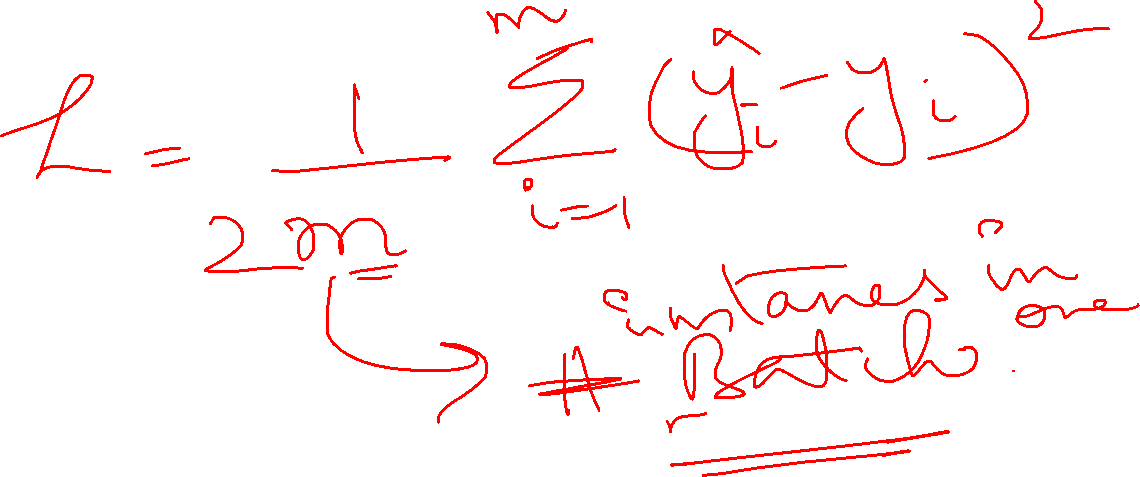 L = 1/2m Σ_{i=1}^{m} (ŷ_i - y_i)^2
# instances in one
Batch.